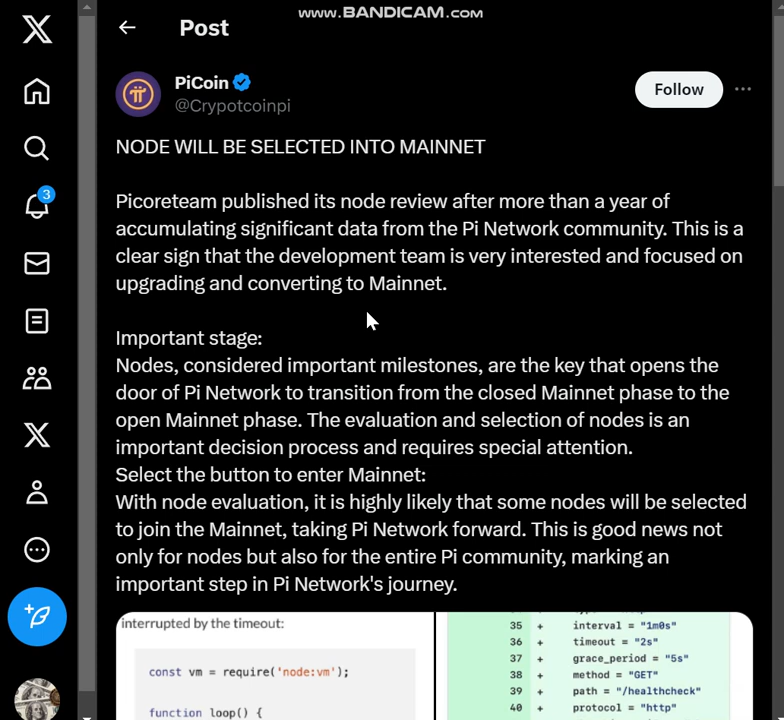 www.BANDICAM.com
Post
PiCoin
@Crypotcoinpi
Follow
3
NODE WILL BE SELECTED INTO MAINNET
Picoreteam published its node review after more than a year of
accumulating significant data from the Pi Network community. This is a
clear sign that the development team is very interested and focused on
upgrading and converting to Mainnet.
Important stage:
Nodes, considered important milestones, are the key that opens the
door of Pi Network to transition from the closed Mainnet phase to the
open Mainnet phase. The evaluation and selection of nodes is an
important decision process and requires special attention.
Select the button to enter Mainnet:
With node evaluation, it is highly likely that some nodes will be selected
to join the Mainnet, taking Pi Network forward. This is good news not
only for nodes but also for the entire Pi community, marking an
important step in Pi Network's journey.
interrupted by the timeout:
const vm = require('node:vm');
function loop() {
35 + interval = "1m0s"
36 + timeout = "2s"
37 + grace_period = "5s"
38 + method = "GET"
39 + path = "/healthcheck"
40 + protocol = "http"